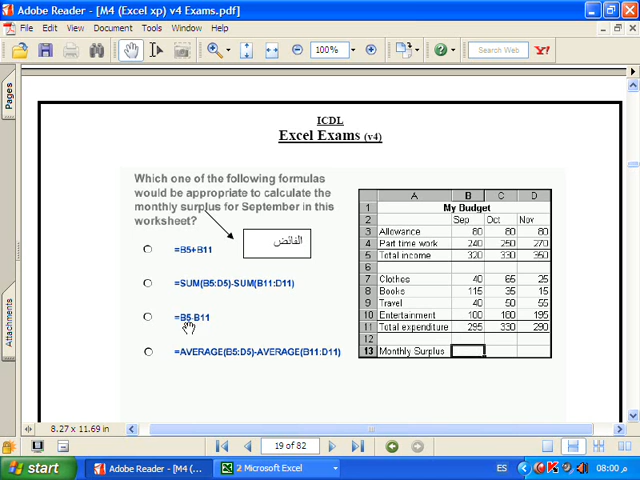 Adobe Reader - [M4 (Excel xp) v4 Exams.pdf]
File Edit View Document Tools Window Help
100%
Search Web
Pages
Attachments
ICDL
Excel Exams (v4)
Which one of the following formulas
would be appropriate to calculate the
monthly surplus for September in this
worksheet?
الفائض
=B5+B11
=SUM(B5:D5)-SUM(B11:D11)
=B5-B11
=AVERAGE(B5:D5)-AVERAGE(B11:D11)
A B C D
1 My Budget
2 Sep Oct Nov
3 Allowance 80 80 80
4 Part time work 240 250 270
5 Total income 320 330 350
6
7 Clothes 40 65 25
8 Books 115 35 15
9 Travel 40 50 55
10 Entertainment 100 180 195
11 Total expenditure 295 330 290
12
13 Monthly Surplus
8.27 x 11.69 in
19 of 82
start
Adobe Reader - [M4 (...
2 Microsoft Excel
ES
08:00 م